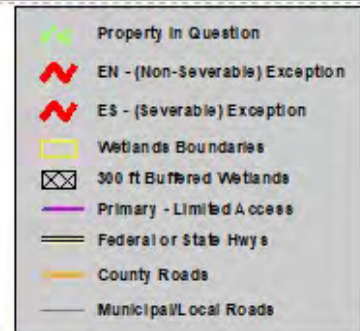 Property In Question
EN - (Non-Severable) Exception
ES - (Severable) Exception
Wetlands Boundaries
300 ft Buffered Wetlands
Primary - Limited Access
Federal or State Hwys
County Roads
Municipal/Local Roads